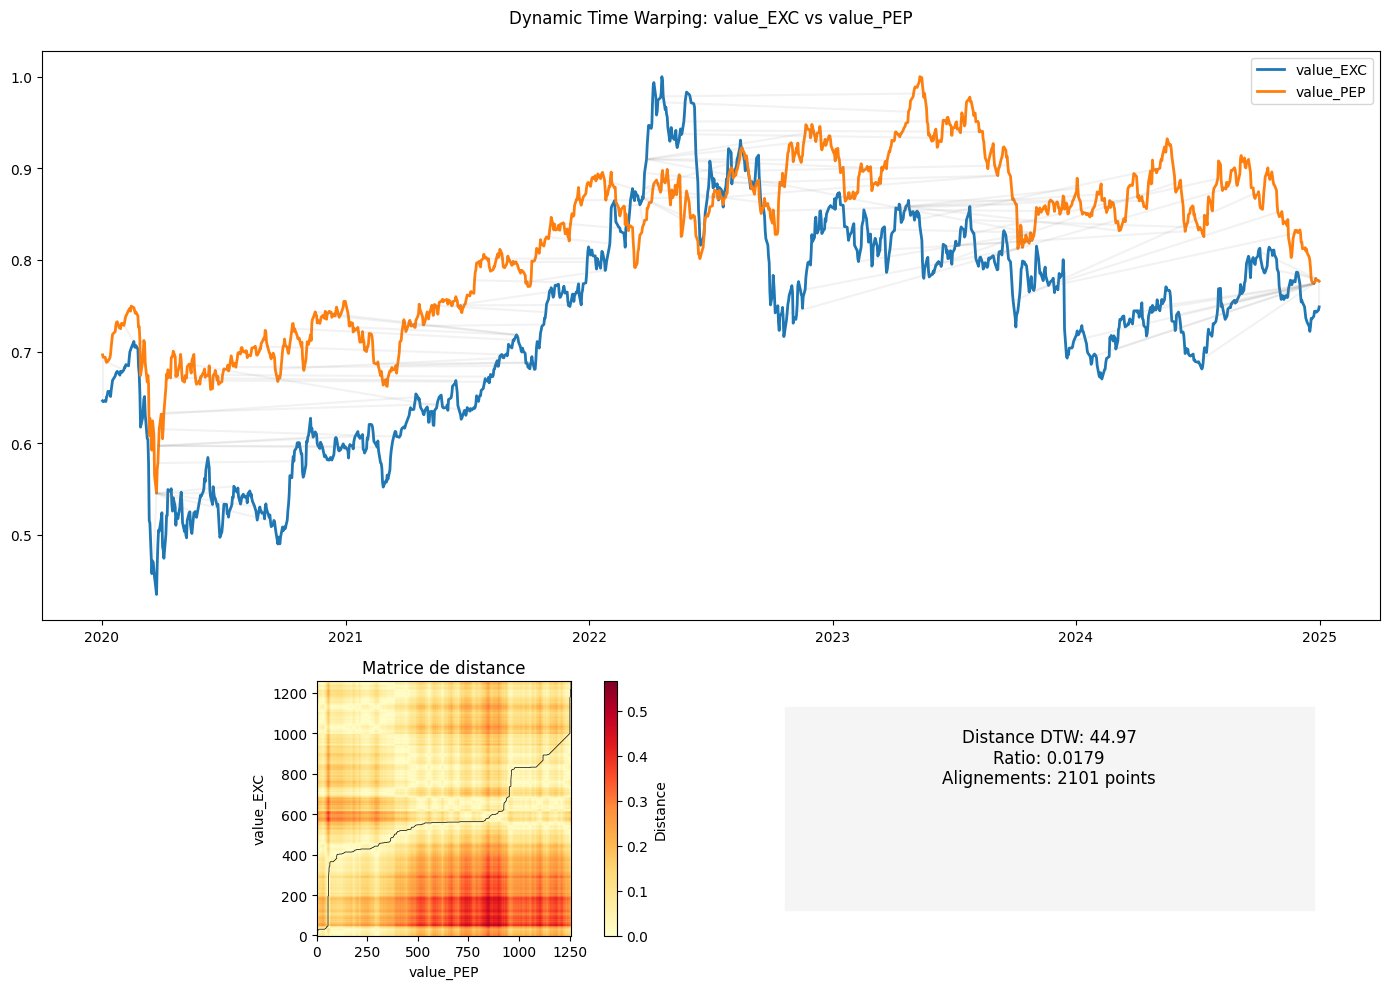 Dynamic Time Warping: value_EXC vs value_PEP
value_EXC
value_PEP
1.0
0.9
0.8
0.7
0.6
0.5
2020 2021 2022 2023 2024 2025
Matrice de distance
value_EXC
1200
1000
800
600
400
200
0
0 250 500 750 1000 1250
value_PEP
0.5
0.4
0.3
0.2
0.1
0.0
Distance
Distance DTW: 44.97
Ratio: 0.0179
Alignements: 2101 points